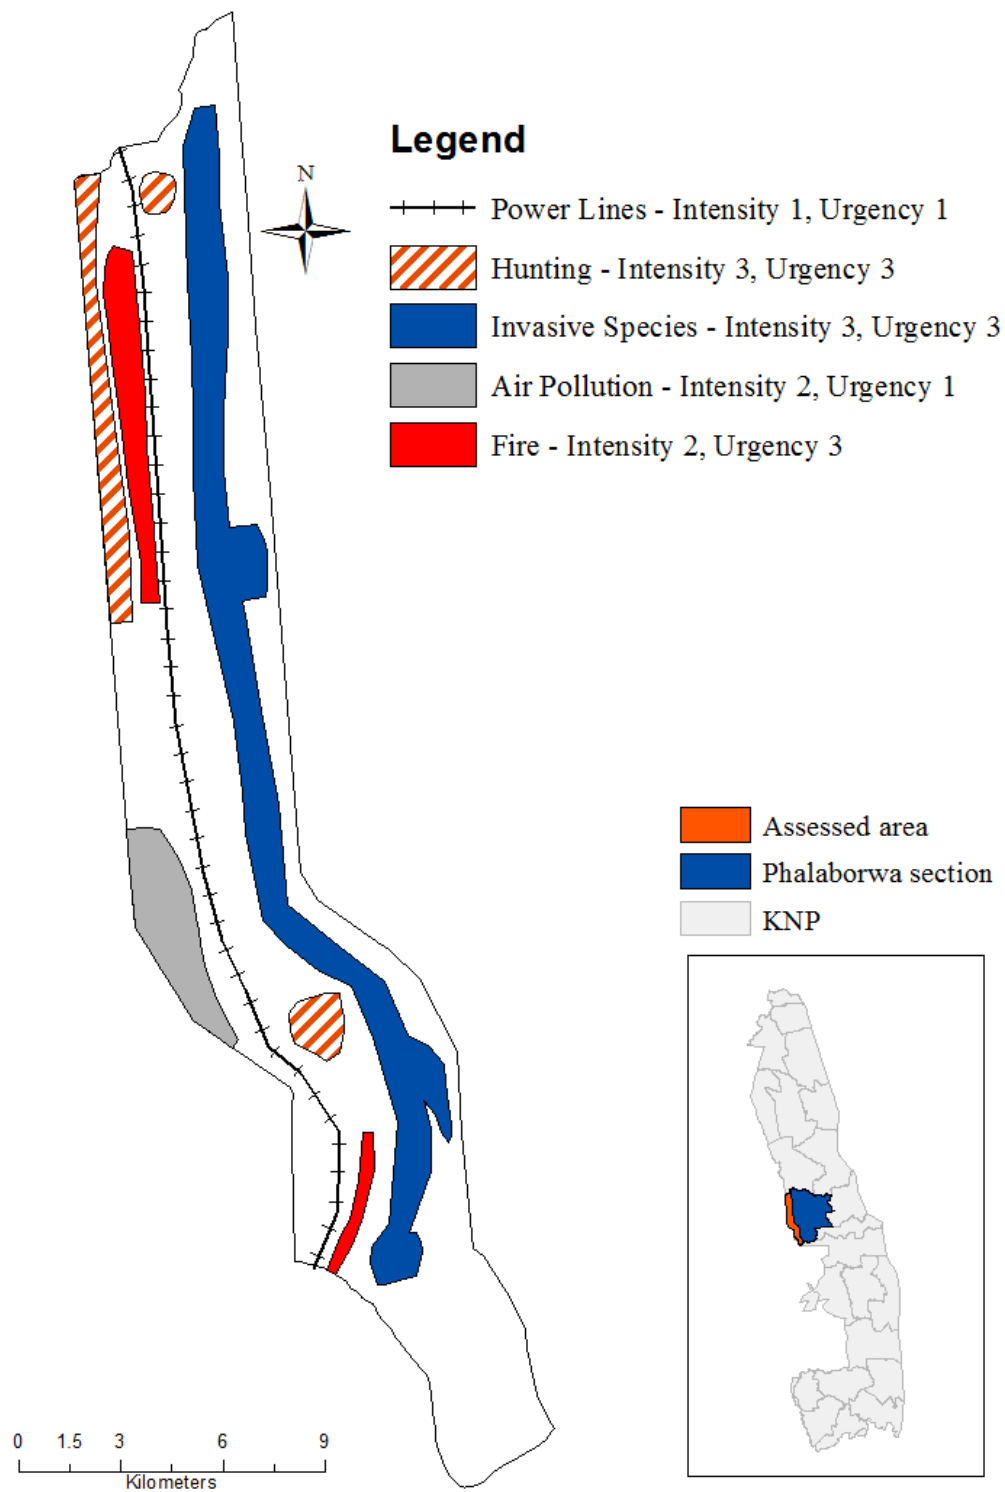 Legend
N
Power Lines - Intensity 1, Urgency 1
Hunting - Intensity 3, Urgency 3
Invasive Species - Intensity 3, Urgency 3
Air Pollution - Intensity 2, Urgency 1
Fire - Intensity 2, Urgency 3
Assessed area
Phalaborwa section
KNP
0 1.5 3 6 9
Kilometers